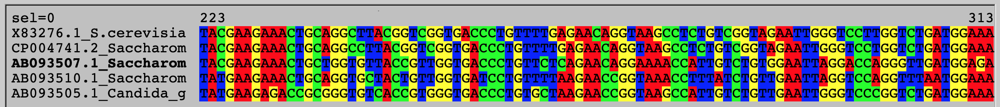 sel=0 223 313
X83276.1_S.cerevisia TACGAAGAAACTGCAGGCTTACGGTCGGTGACCCTGTTTTGAGAACAGGTAAGCCTCTGTCGGTAGAATTGGGTCCTTGGTCTGATGGAAA
CP004741.2_Saccharom TACGAAGAAACTGCAGGCCTTACGGTCGGTGACCCTGTTTTGAGAACAGGTAAGCCTCTGTCGGTAGAATTGGGTCCTGGTCTGATGGAAA
AB093507.1_Saccharom TACGAAGAAACTGCTGGTGTTACCGTTGGTGACCCTGTTCTCAGAACAGGAAAACCATTGTCTGTGGAATTAGGACCAGGGTTGATGGAGA
AB093510.1_Saccharom TATGAAGAAACTGCAGGTGCTACTGTTGGTGATCCTGTTTTAAGAACCGGTAAACCTTTATCTGTTGAATTAGGTCCAGGTTTAATGGAAA
AB093505.1_Candida_g TATGAAGAGACCGCGGGTGTCACCGTGGGTGACCCTGTGCTAAGAACCGGTAAGCCATTGTCTGTTGAATTGGGTCCCGGTCTGATGGAAA